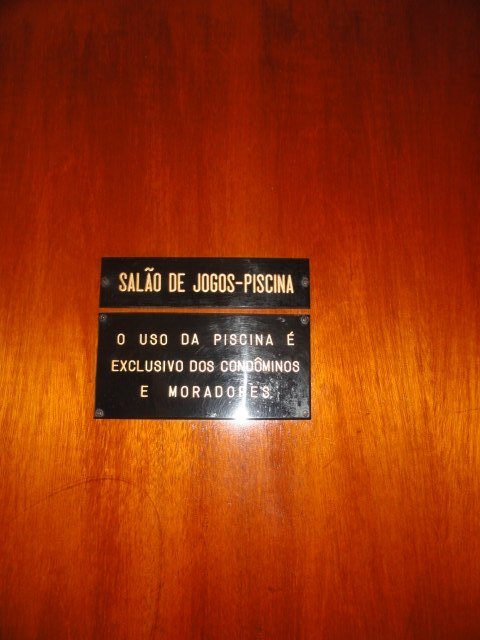 SALÃO DE JOGOS-PISCINA
O USO DA PISCINA É
EXCLUSIVO DOS CONDÔMINOS
E MORADORES